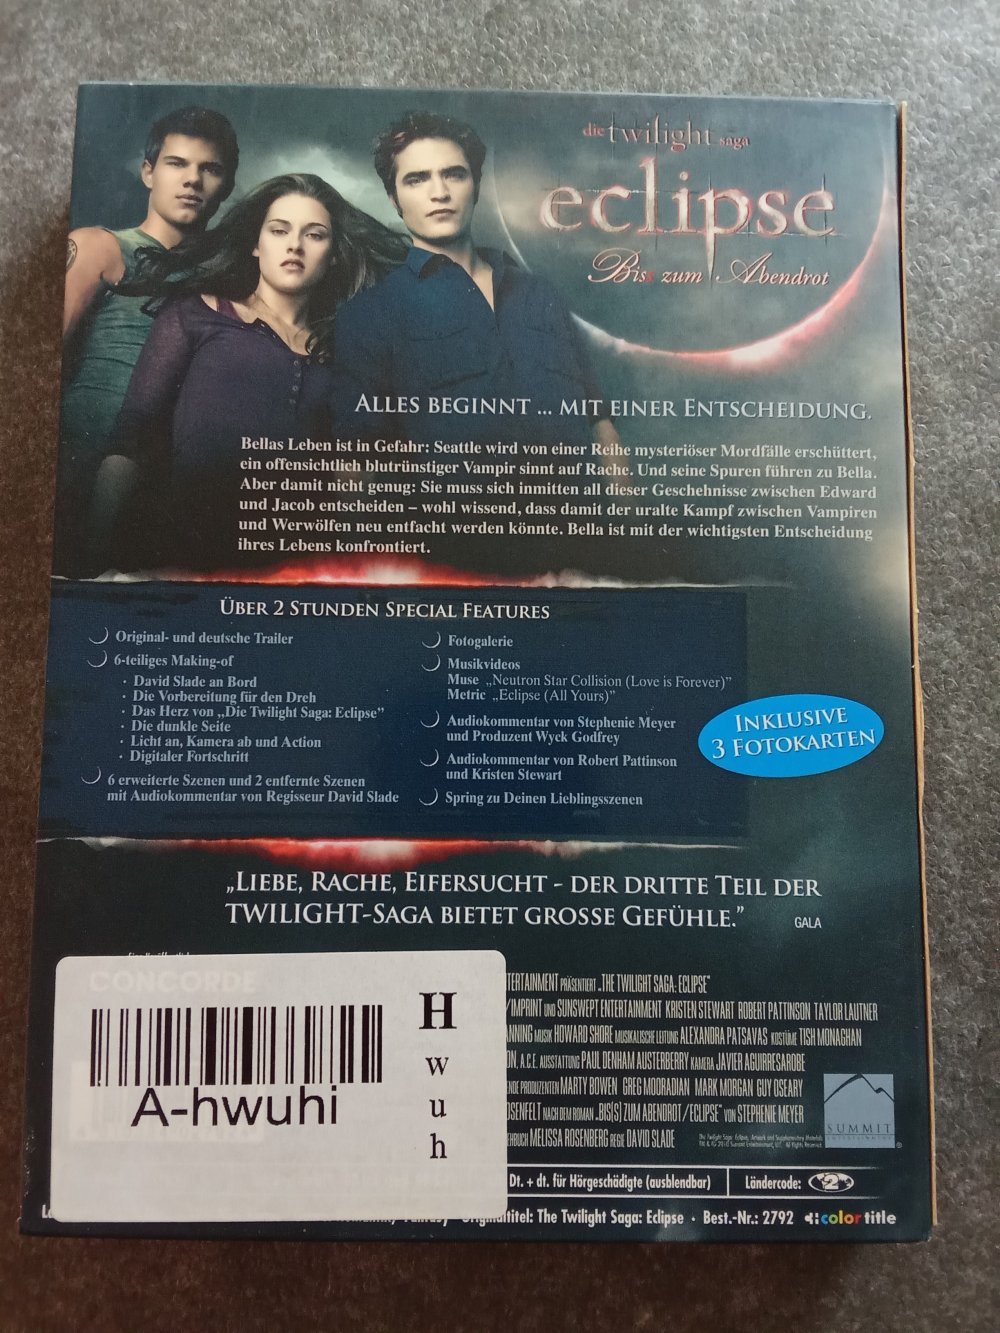 die twilight saga
eclipse
Biss zum Abendrot
ALLES BEGINNT ... MIT EINER ENTSCHEIDUNG.
Bellas Leben ist in Gefahr: Seattle wird von einer Reihe mysteriöser Mordfälle erschüttert,
ein offensichtlich blutrünstiger Vampir sinnt auf Rache. Und seine Spuren führen zu Bella.
Aber damit nicht genug: Sie muss sich inmitten all dieser Geschehnisse zwischen Edward
und Jacob entscheiden – wohl wissend, dass damit der uralte Kampf zwischen Vampiren
und Werwölfen neu entfacht werden könnte. Bella ist mit der wichtigsten Entscheidung
ihres Lebens konfrontiert.
ÜBER 2 STUNDEN SPECIAL FEATURES
Original- und deutsche Trailer
6-teiliges Making-of
· David Slade an Bord
· Die Vorbereitung für den Dreh
· Das Herz von „Die Twilight Saga: Eclipse”
· Die dunkle Seite
· Licht an, Kamera ab und Action
· Digitaler Fortschritt
6 erweiterte Szenen und 2 entfernte Szenen
mit Audiokommentar von Regisseur David Slade
Fotogalerie
Musikvideos
Muse „Neutron Star Collision (Love is Forever)”
Metric „Eclipse (All Yours)”
Audiokommentar von Stephenie Meyer
und Produzent Wyck Godfrey
Audiokommentar von Robert Pattinson
und Kristen Stewart
Spring zu Deinen Lieblingsszenen
INKLUSIVE
3 FOTOKARTEN
„LIEBE, RACHE, EIFERSUCHT - DER DRITTE TEIL DER
TWILIGHT-SAGA BIETET GROSSE GEFÜHLE.”
GALA
CONCORDE
A-hwuhi
H
w
u
h
TERTAINMENT PRÄSENTIERT „THE TWILIGHT SAGA: ECLIPSE”
/IMPRINT UND SUNSWEPT ENTERTAINMENT KRISTEN STEWART ROBERT PATTINSON TAYLOR LAUTNER
ANNING MUSIK HOWARD SHORE MUSIKALISCHE LEITUNG ALEXANDRA PATSAVAS KOSTÜME TISH MONAGHAN
ON, A.C.E. AUSSTATTUNG PAUL DENHAM AUSTERBERRY KAMERA JAVIER AGUIRRESAROBE
ENDE PRODUZENTEN MARTY BOWEN GREG MOORADIAN MARK MORGAN GUY OSEARY
OSENFELT NACH DEM ROMAN „BIS(S) ZUM ABENDROT/ECLIPSE” VON STEPHENIE MEYER
EHBUCH MELISSA ROSENBERG REGIE DAVID SLADE
SUMMIT
ENTERTAINMENT
Dt. + dt. für Hörgeschädigte (ausblendbar) Ländercode: 2
Originaltitel: The Twilight Saga: Eclipse · Best.-Nr.: 2792 color title